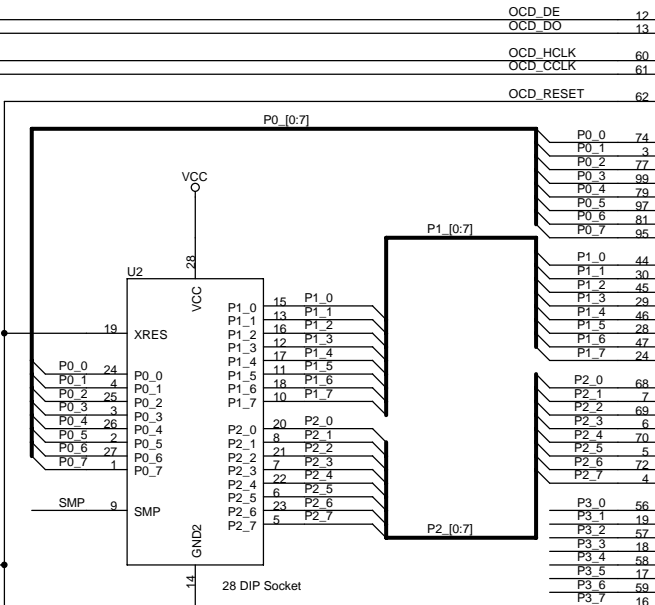 OCD_DE 12
OCD_DO 13
OCD_HCLK 60
OCD_CCLK 61
OCD_RESET 62
P0_[0:7]
P0_0 74
P0_1 3
P0_2 77
P0_3 99
P0_4 79
P0_5 97
P0_6 81
P0_7 95
VCC
P1_[0:7]
P1_0 44
P1_1 30
P1_2 45
P1_3 29
P1_4 46
P1_5 28
P1_6 47
P1_7 24
U2
28
VCC
19 XRES
P0_0 24 P0_0
P0_1 4 P0_1
P0_2 25 P0_2
P0_3 3 P0_3
P0_4 26 P0_4
P0_5 2 P0_5
P0_6 27 P0_6
P0_7 1 P0_7
SMP 9 SMP
P1_0 15 P1_0
P1_1 13 P1_1
P1_2 16 P1_2
P1_3 12 P1_3
P1_4 17 P1_4
P1_5 11 P1_5
P1_6 18 P1_6
P1_7 10 P1_7
P2_0 20 P2_0
P2_1 8 P2_1
P2_2 21 P2_2
P2_3 7 P2_3
P2_4 22 P2_4
P2_5 6 P2_5
P2_6 23 P2_6
P2_7 5 P2_7
GND2
14
28 DIP Socket
P2_0 68
P2_1 7
P2_2 69
P2_3 6
P2_4 70
P2_5 5
P2_6 72
P2_7 4
P2_[0:7]
P3_0 56
P3_1 19
P3_2 57
P3_3 18
P3_4 58
P3_5 17
P3_6 59
P3_7 16